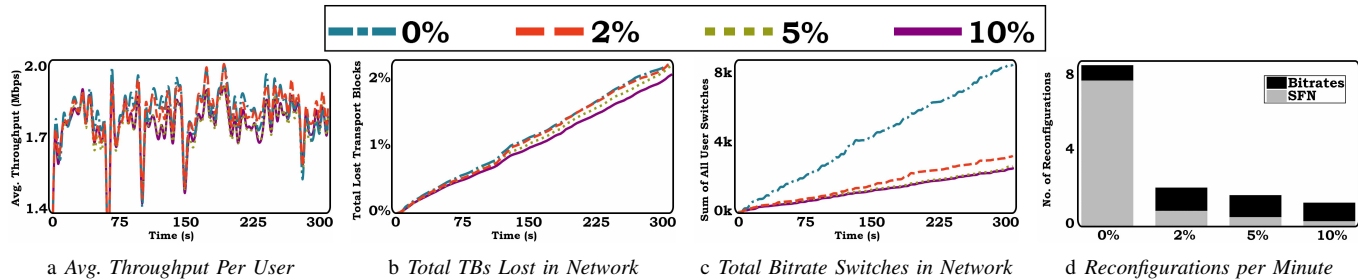 0% 2% 5% 10%
Avg. Throughput (Mbps)
2.0
1.7
1.4
0 75 150 225 300
Time (s)
a Avg. Throughput Per User
Total Lost Transport Blocks
2%
1%
0%
0 75 150 225 300
Time (s)
b Total TBs Lost in Network
Sum of All User Switches
8k
4k
0k
0 75 150 225 300
Time (s)
c Total Bitrate Switches in Network
No. of Reconfigurations
8
4
0
Bitrates
SFN
0% 2% 5% 10%
d Reconfigurations per Minute